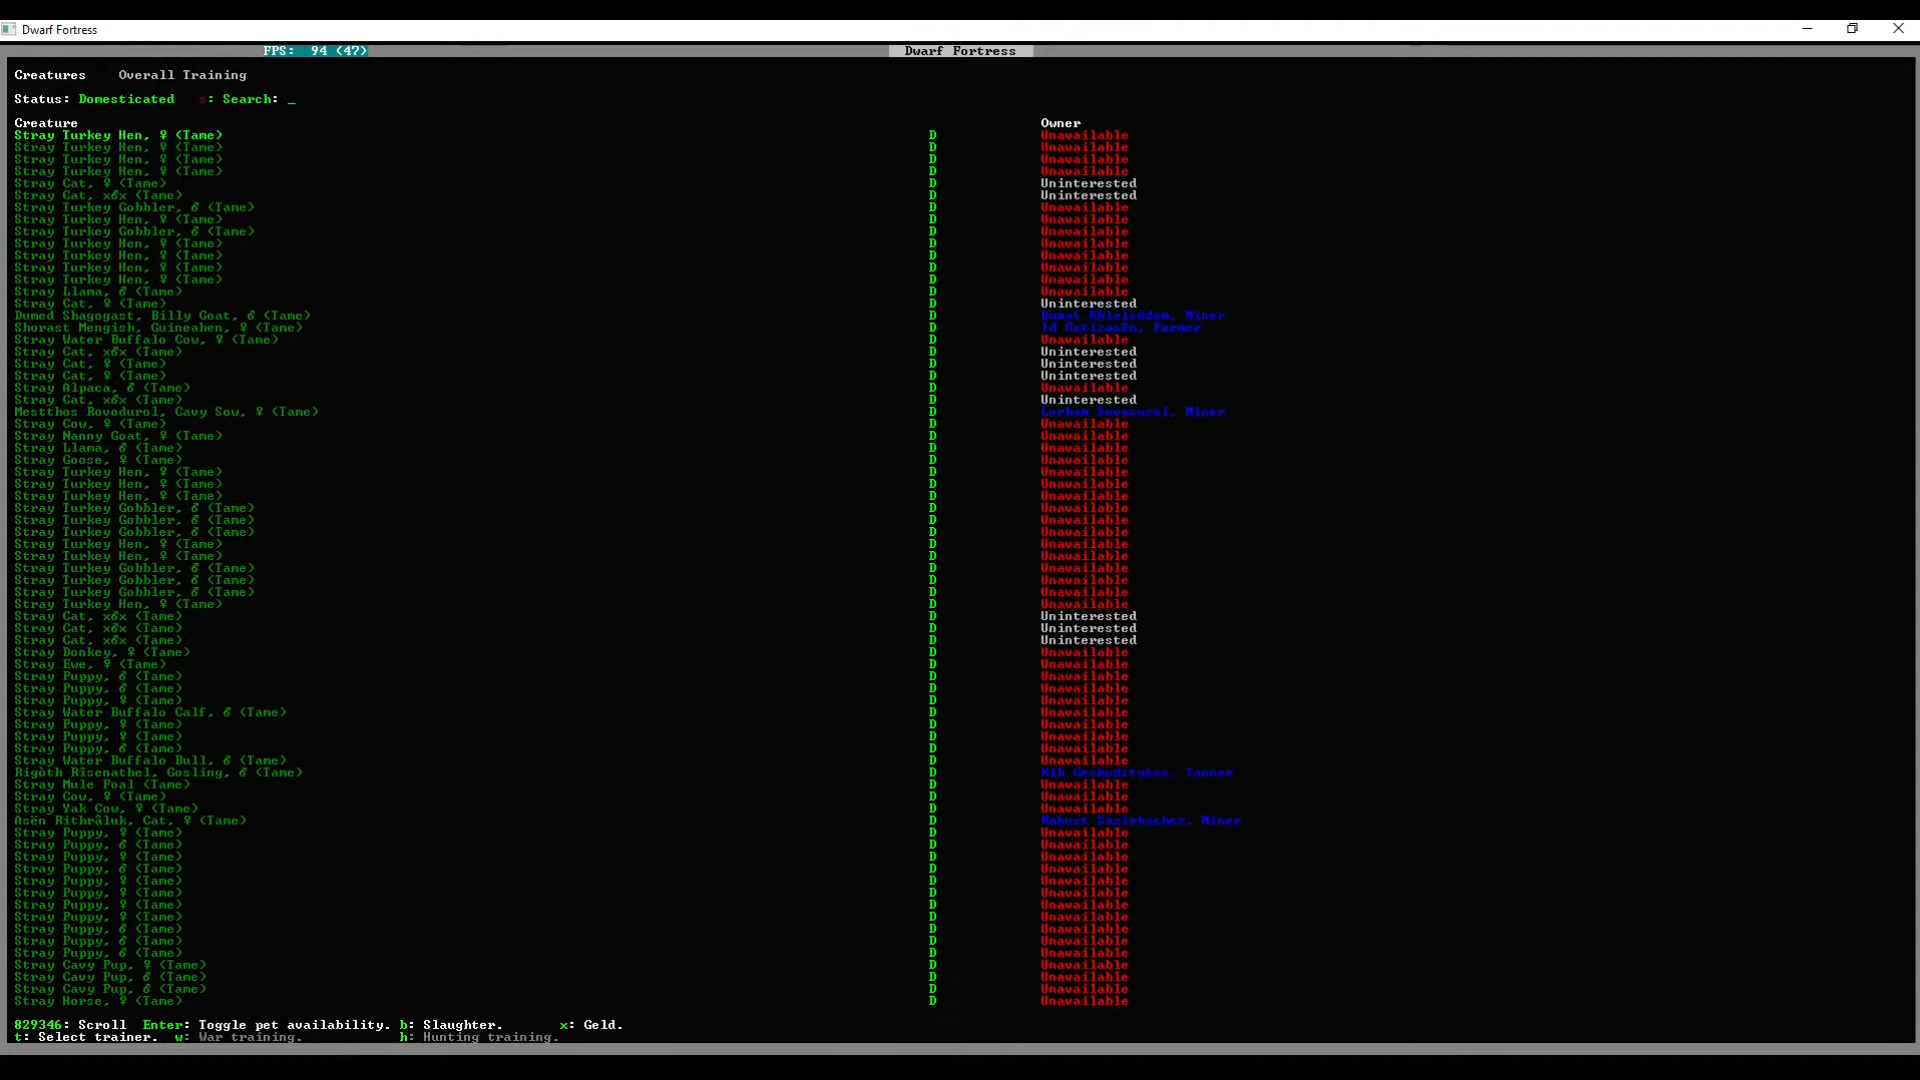 Dwarf Fortress
FPS: 94 (47) Dwarf Fortress
Creatures Overall Training
Status: Domesticated s: Search: _
Creature Owner
Stray Turkey Hen, ♀ (Tame) D Unavailable
Stray Turkey Hen, ♀ (Tame) D Unavailable
Stray Turkey Hen, ♀ (Tame) D Unavailable
Stray Turkey Hen, ♀ (Tame) D Unavailable
Stray Cat, ♀ (Tame) D Uninterested
Stray Cat, x♂x (Tame) D Uninterested
Stray Turkey Gobbler, ♂ (Tame) D Unavailable
Stray Turkey Hen, ♀ (Tame) D Unavailable
Stray Turkey Gobbler, ♂ (Tame) D Unavailable
Stray Turkey Hen, ♀ (Tame) D Unavailable
Stray Turkey Hen, ♀ (Tame) D Unavailable
Stray Turkey Hen, ♀ (Tame) D Unavailable
Stray Turkey Hen, ♀ (Tame) D Unavailable
Stray Llama, ♂ (Tame) D Unavailable
Stray Cat, ♀ (Tame) D Uninterested
Dumed Shagogast, Billy Goat, ♂ (Tame) D Miner
Shorast Mengish, Guineahen, ♀ (Tame) D Farmer
Stray Water Buffalo Cow, ♀ (Tame) D Unavailable
Stray Cat, x♂x (Tame) D Uninterested
Stray Cat, ♀ (Tame) D Uninterested
Stray Cat, ♀ (Tame) D Uninterested
Stray Alpaca, ♂ (Tame) D Unavailable
Stray Cat, x♂x (Tame) D Uninterested
Mestthos Rovodurol, Cavy Sow, ♀ (Tame) D Miner
Stray Cow, ♀ (Tame) D Unavailable
Stray Nanny Goat, ♀ (Tame) D Unavailable
Stray Llama, ♂ (Tame) D Unavailable
Stray Goose, ♀ (Tame) D Unavailable
Stray Turkey Hen, ♀ (Tame) D Unavailable
Stray Turkey Hen, ♀ (Tame) D Unavailable
Stray Turkey Hen, ♀ (Tame) D Unavailable
Stray Turkey Gobbler, ♂ (Tame) D Unavailable
Stray Turkey Gobbler, ♂ (Tame) D Unavailable
Stray Turkey Gobbler, ♂ (Tame) D Unavailable
Stray Turkey Hen, ♀ (Tame) D Unavailable
Stray Turkey Hen, ♀ (Tame) D Unavailable
Stray Turkey Gobbler, ♂ (Tame) D Unavailable
Stray Turkey Gobbler, ♂ (Tame) D Unavailable
Stray Turkey Gobbler, ♂ (Tame) D Unavailable
Stray Turkey Hen, ♀ (Tame) D Unavailable
Stray Cat, x♂x (Tame) D Uninterested
Stray Cat, x♂x (Tame) D Uninterested
Stray Cat, x♂x (Tame) D Uninterested
Stray Donkey, ♀ (Tame) D Unavailable
Stray Ewe, ♀ (Tame) D Unavailable
Stray Puppy, ♂ (Tame) D Unavailable
Stray Puppy, ♂ (Tame) D Unavailable
Stray Puppy, ♀ (Tame) D Unavailable
Stray Water Buffalo Calf, ♂ (Tame) D Unavailable
Stray Puppy, ♀ (Tame) D Unavailable
Stray Puppy, ♀ (Tame) D Unavailable
Stray Puppy, ♂ (Tame) D Unavailable
Stray Water Buffalo Bull, ♂ (Tame) D Unavailable
Rigòth Rîsenathel, Gosling, ♂ (Tame) D Tanner
Stray Mule Foal (Tame) D Unavailable
Stray Cow, ♀ (Tame) D Unavailable
Stray Yak Cow, ♀ (Tame) D Unavailable
Asën Rithrâluk, Cat, ♀ (Tame) D Miner
Stray Puppy, ♀ (Tame) D Unavailable
Stray Puppy, ♂ (Tame) D Unavailable
Stray Puppy, ♀ (Tame) D Unavailable
Stray Puppy, ♂ (Tame) D Unavailable
Stray Puppy, ♀ (Tame) D Unavailable
Stray Puppy, ♀ (Tame) D Unavailable
Stray Puppy, ♀ (Tame) D Unavailable
Stray Puppy, ♂ (Tame) D Unavailable
Stray Puppy, ♂ (Tame) D Unavailable
Stray Puppy, ♂ (Tame) D Unavailable
Stray Puppy, ♂ (Tame) D Unavailable
Stray Cavy Pup, ♀ (Tame) D Unavailable
Stray Cavy Pup, ♂ (Tame) D Unavailable
Stray Cavy Pup, ♂ (Tame) D Unavailable
Stray Horse, ♀ (Tame) D Unavailable
829346: Scroll Enter: Toggle pet availability. b: Slaughter. x: Geld.
t: Select trainer. w: War training. h: Hunting training.